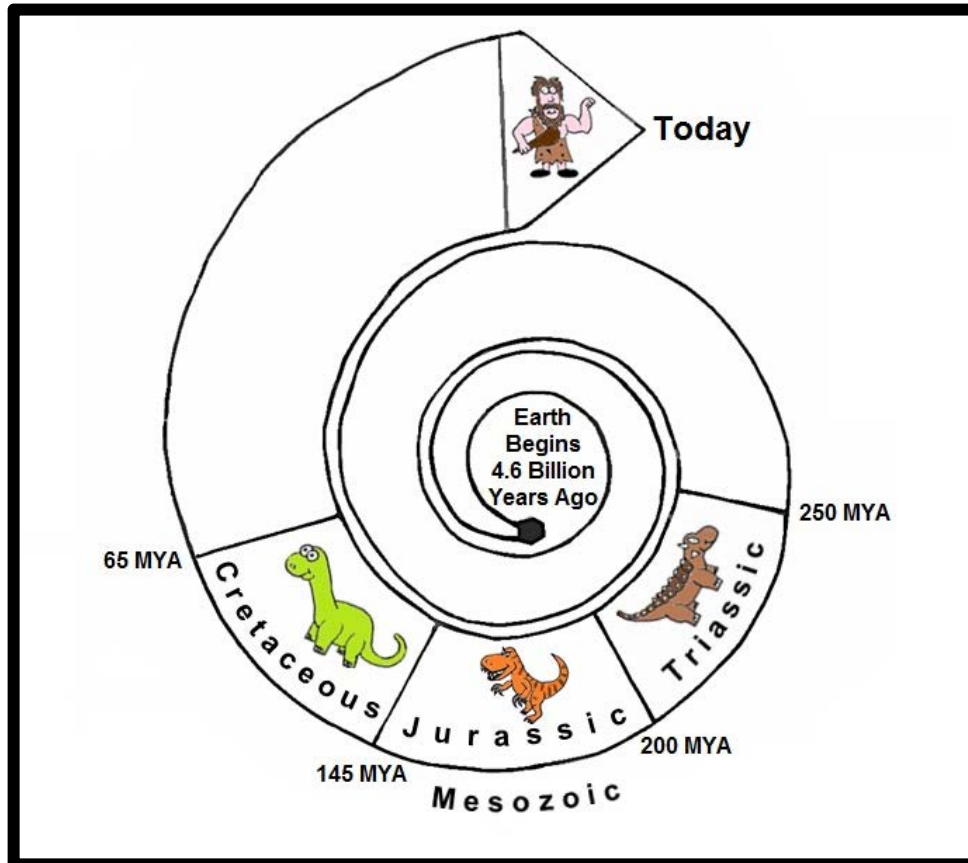 Today
Earth
Begins
4.6 Billion
Years Ago
250 MYA
Triassic
200 MYA
Jurassic
145 MYA
Cretaceous
65 MYA
Mesozoic